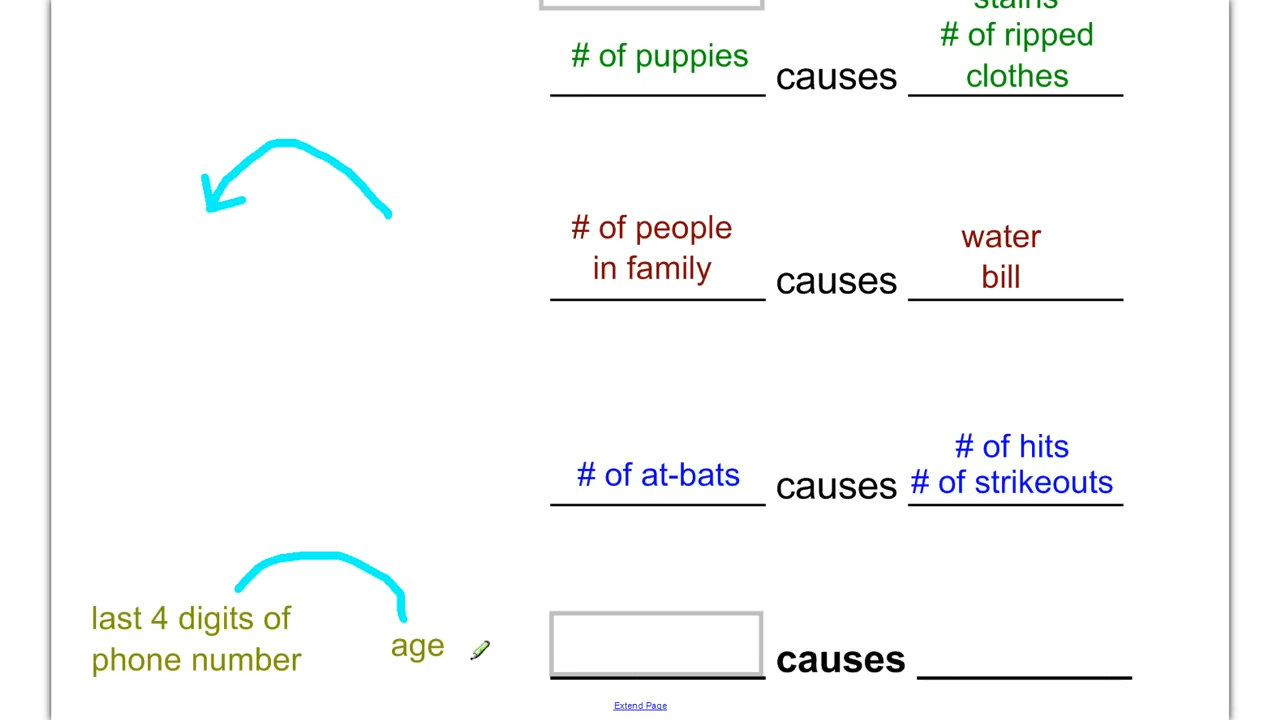 stains
# of puppies causes # of ripped
clothes
# of people
in family causes water
bill
# of at-bats causes # of hits
# of strikeouts
last 4 digits of
phone number
age
causes
Extend Page